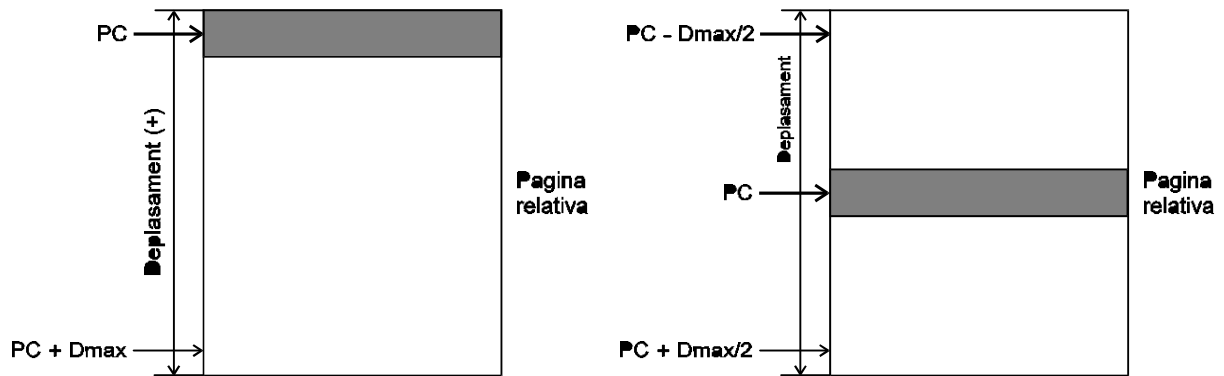 PC
Deplasament (+)
Pagina
relativa
PC + Dmax
PC - Dmax/2
Deplasament
PC
Pagina
relativa
PC + Dmax/2